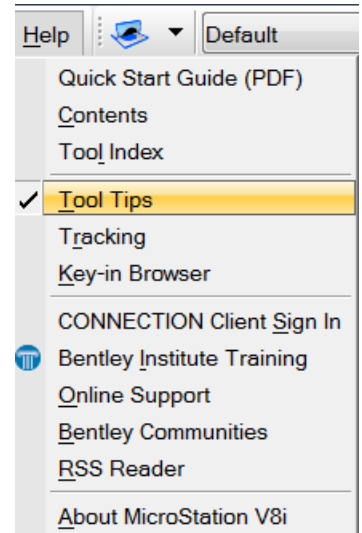 Help Default
Quick Start Guide (PDF)
Contents
Tool Index
Tool Tips
Tracking
Key-in Browser
CONNECTION Client Sign In
Bentley Institute Training
Online Support
Bentley Communities
RSS Reader
About MicroStation V8i